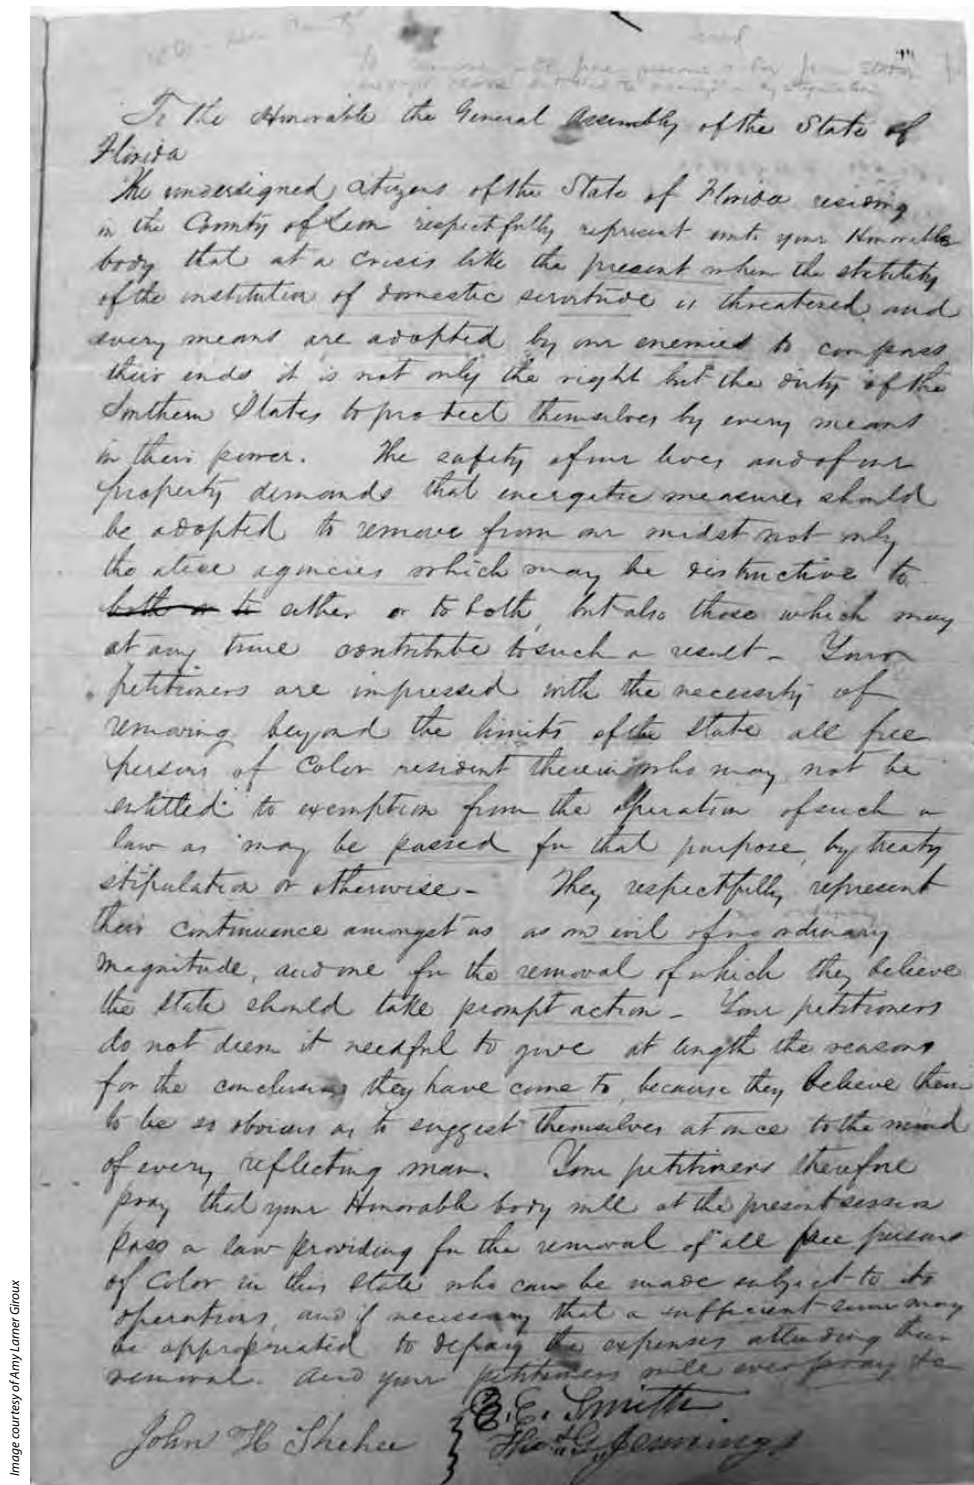 To the Honorable the General Assembly of the State of
Florida
The undersigned Citizens of the State of Florida residing
in the County of Leon respectfully represent unto your Honorable
body that at a crisis like the present when the
of the institution of domestic servitude is threatened and
every means are adopted by our enemies to compass
their ends it is not only the right but the duty of the
Southern States to protect themselves by every means
in their power. The safety of our lives and of our
property demands that energetic measures should
be adopted to remove from our midst not only
the agencies which may be distructive to
both or to either or to both, but also those which may
at any time contribute to such a result - Your
petitioners are impressed with the necessity of
removing beyond the limits of the State all free
persons of Color resident therein who may not be
entitled to exemption from the operation of such a
law as may be passed for that purpose, by treaty
stipulation or otherwise - They respectfully represent
their continuence amongst us as an evil of no ordinary
magnitude, and one for the removal of which they believe
the State should take prompt action - Your petitioners
do not deem it needful to give at length the reasons
for the conclusions they have come to, because they believe them
to be so obvious as to suggest themselves at once to the mind
of every reflecting man. Your petitioners therefore
pray that your Honorable body will at the present session
pass a law providing for the removal of all free persons
of Color in this State who can be made subject to its
operations, and if necessary that a sufficient sum may
be appropriated to defray the expenses attending their
removal. And your petitioners will ever pray &c
C. E. Smith
John H Shehee Thos G Jennings
Image courtesy of Amy Larner Giroux